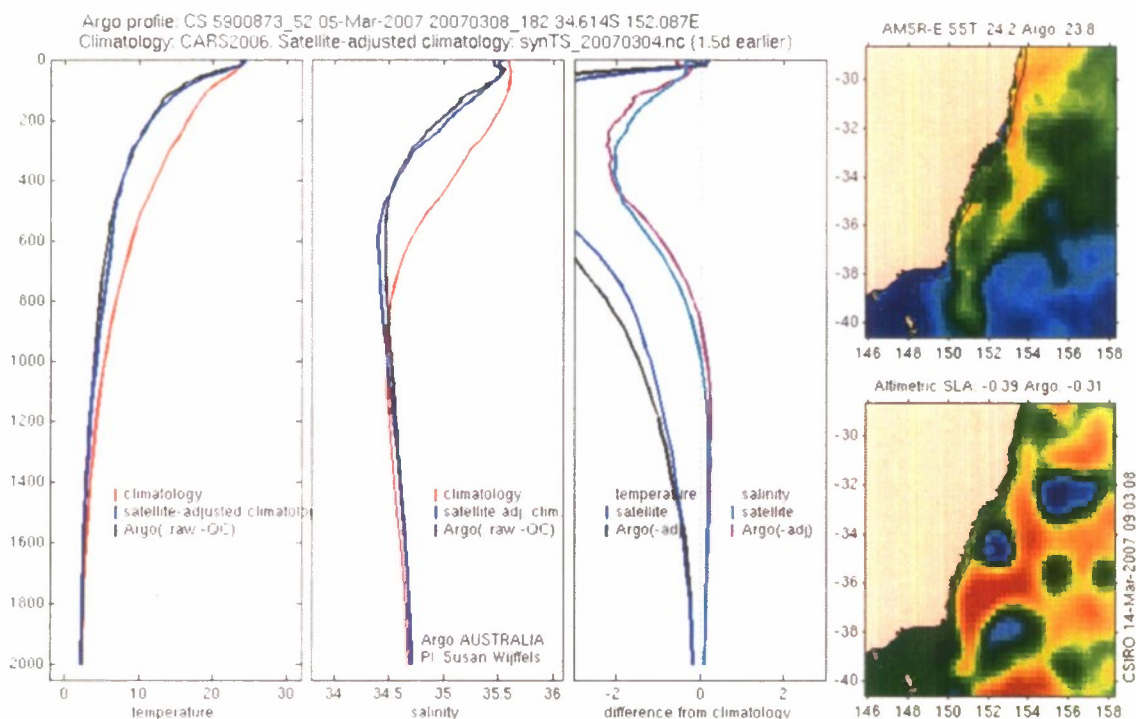 Argo profile: CS 5900873_52 05-Mar-2007 20070308_182 34.614S 152.087E
Climatology: CARS2006. Satellite-adjusted climatology: synTS_20070304.nc (1.5d earlier)
0
200
400
600
800
1000
1200
1400
1600
1800
2000
climatology
satellite-adjusted climatolo
Argo( raw -QC)
0 10 20 30
temperature
climatology
satellite adj. clim.
Argo( raw -QC)
Argo AUSTRALIA
PI Susan Wijffels
34 34.5 35 35.5 36
salinity
temperature salinity
satellite satellite
Argo(-adj) Argo(-adj)
-2 0 2
difference from climatology
AMSR-E SST 24.2 Argo 23.8
-30
-32
-34
-36
-38
-40
146 148 150 152 154 156 158
Altimetric SLA -0.39 Argo -0.31
-30
-32
-34
-36
-38
-40
146 148 150 152 154 156 158
CSIRO 14-Mar-2007 09:03:08